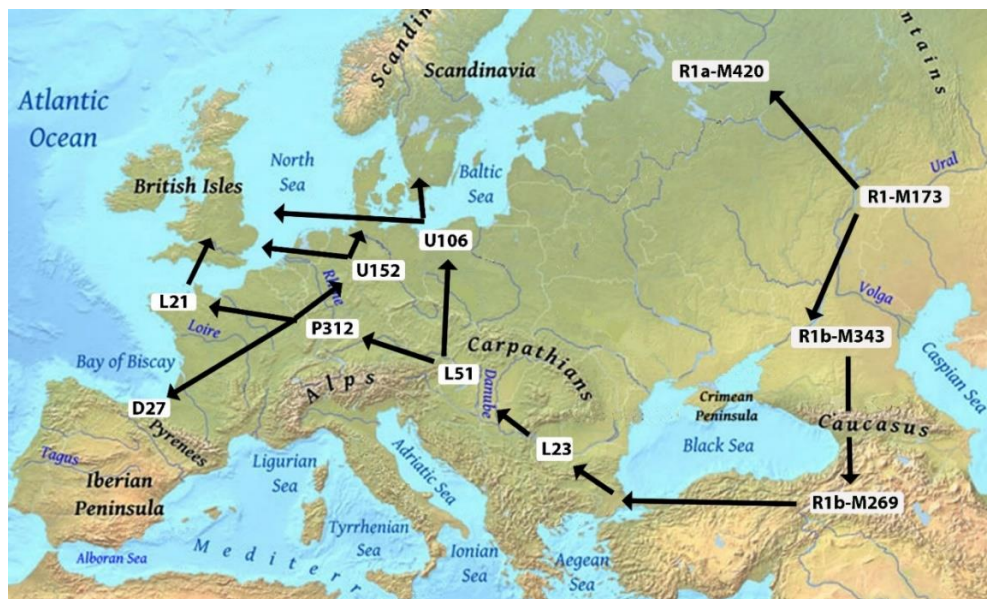 Scandin
Scandinavia
R1a-M420
ntains
Atlantic
Ocean
North
Sea
Baltic
Sea
Ural
British Isles
R1-M173
U106
U152
Rhine
L21
Loire
P312
Volga
R1b-M343
Bay of Biscay
Alps
L51
Carpathians
Danube
Caspian Sea
D27
Pyrenees
Crimean
Peninsula
Caucasus
Black Sea
L23
Tagus
Iberian
Peninsula
Ligurian
Sea
Adriatic Sea
R1b-M269
Tyrrhenian
Sea
Alboran Sea
Mediterr
Ionian
Sea
Aegean
Sea